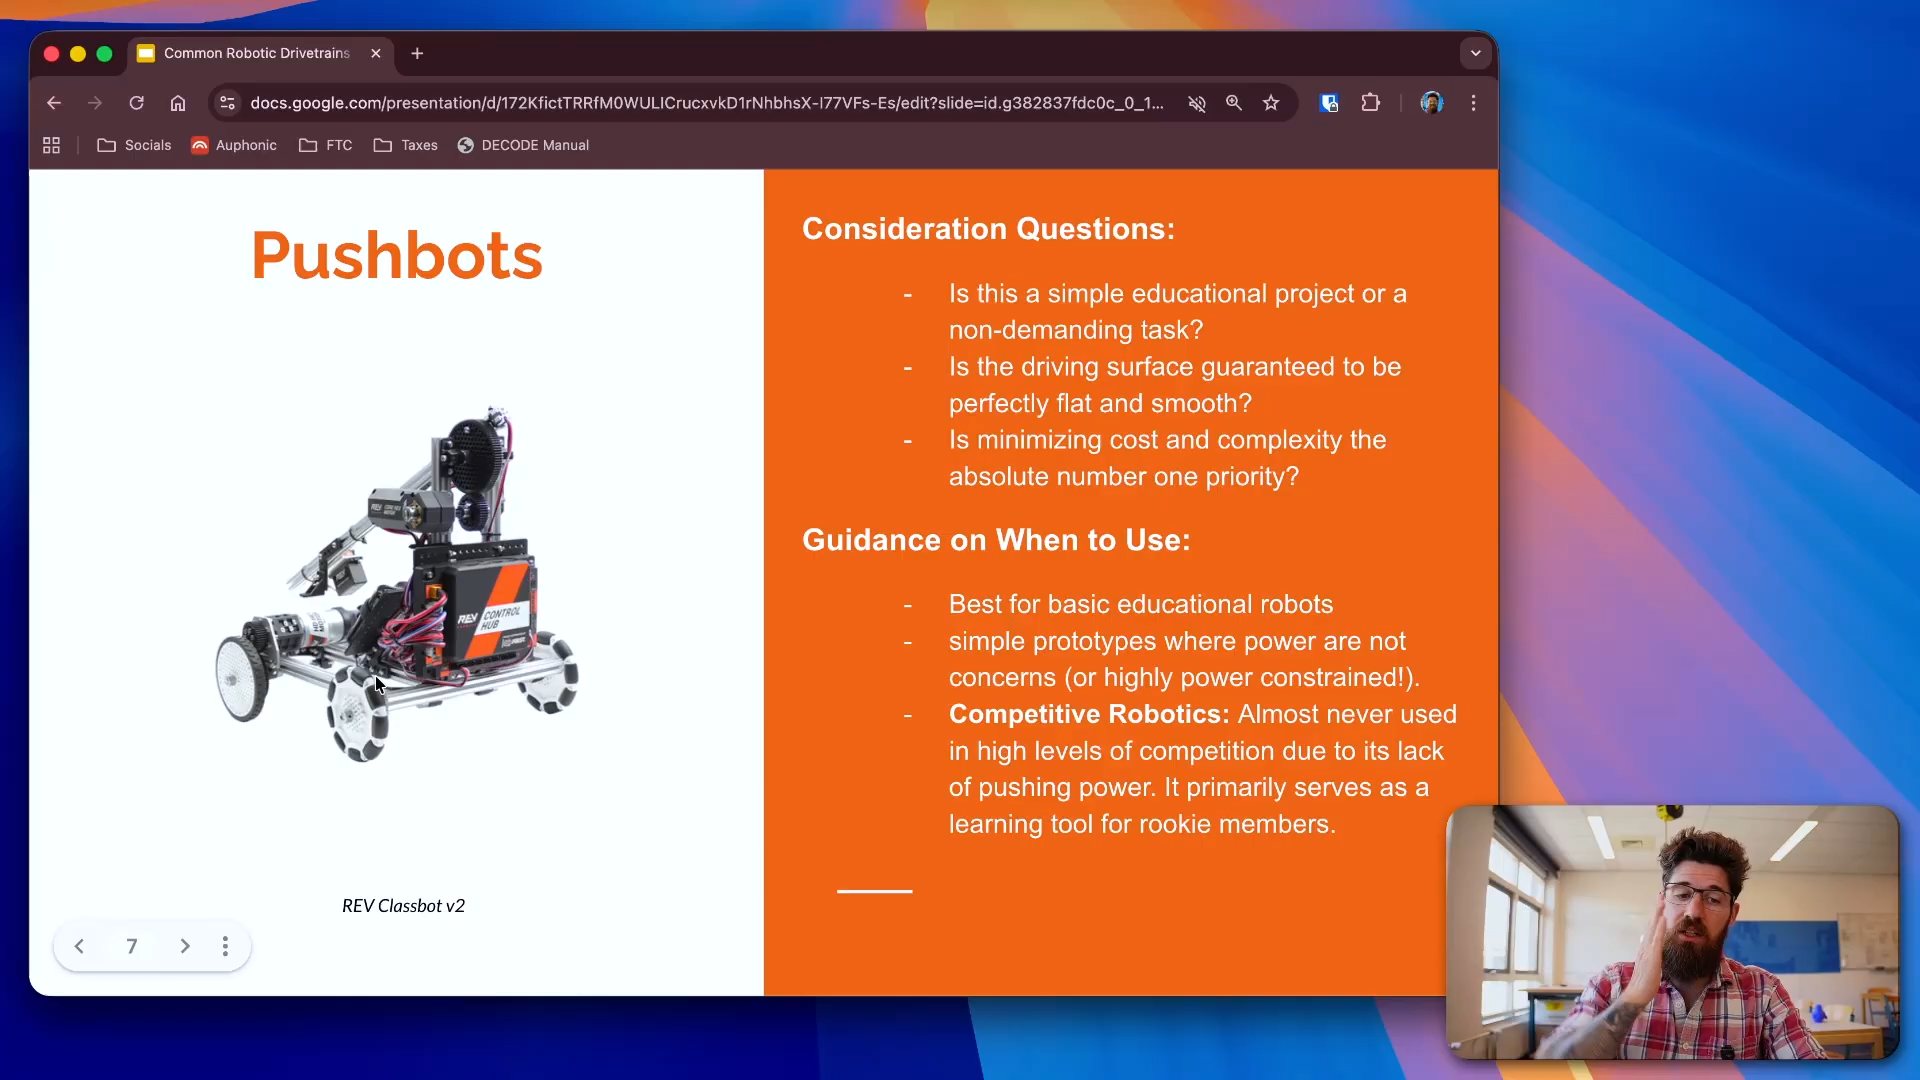 Common Robotic Drivetrains
docs.google.com/presentation/d/172KfictTRRfM0WULICrucxvkD1rNhbhsX-I77VFs-Es/edit?slide=id.g382837fdc0c_0_1...
Socials
Auphonic
FTC
Taxes
DECODE Manual
Pushbots
REV
CONTROL
HUB
REV Classbot v2
7
Consideration Questions:
- Is this a simple educational project or a
non-demanding task?
- Is the driving surface guaranteed to be
perfectly flat and smooth?
- Is minimizing cost and complexity the
absolute number one priority?
Guidance on When to Use:
- Best for basic educational robots
- simple prototypes where power are not
concerns (or highly power constrained!).
- Competitive Robotics: Almost never used
in high levels of competition due to its lack
of pushing power. It primarily serves as a
learning tool for rookie members.